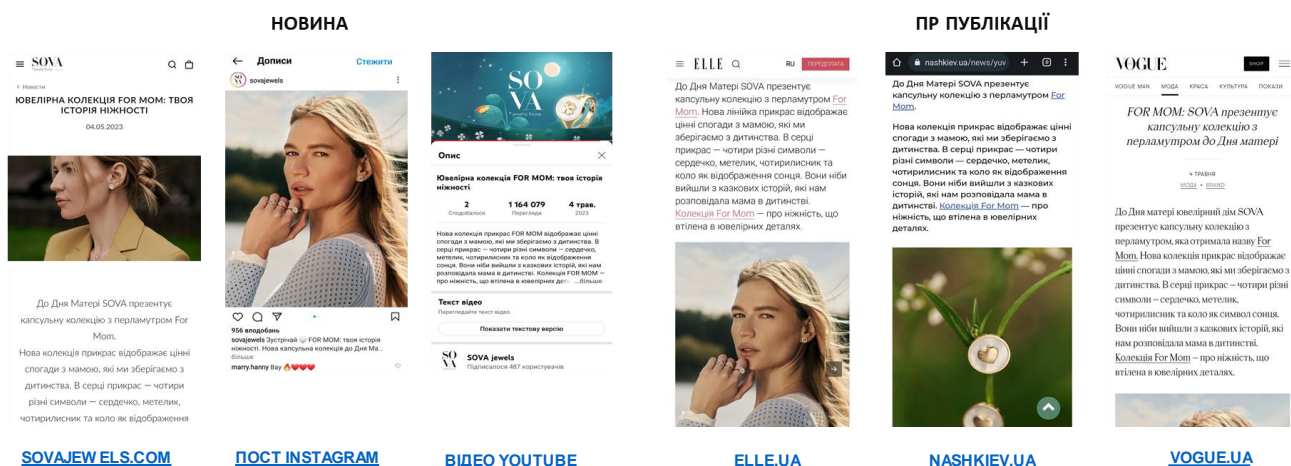 НОВИНА
ПР ПУБЛІКАЦІЇ
SOVA
Новости
ЮВЕЛІРНА КОЛЕКЦІЯ FOR MOM: ТВОЯ
ІСТОРІЯ НІЖНОСТІ
04.05.2023
До Дня Матері SOVA презентує
капсульну колекцію з перламутром For
Mom.
Нова колекція прикрас відображає цінні
спогади з мамою, які ми зберігаємо з
дитинства. В серці прикрас — чотири
різні символи — сердечко, метелик,
чотирилисник та коло як відображення
SOVAJEW ELS.COM
Дописи
Стежити
sovajewels
956 вподобань
sovajewels Зустрічай FOR MOM: твоя історія
ніжності. Нова капсульна колекція до Дня Ма...
більше
marry.hanny Вау 🔥❤️❤️❤️
ПОСТ INSTAGRAM
SOVA
jewelry house
Опис
Ювелірна колекція FOR MOM: твоя історія
ніжності
2 1 164 079 4 трав.
Сподобалося Перегляди 2023
Нова колекція прикрас FOR MOM відображає цінні
спогади з мамою, які ми зберігаємо з дитинства. В
серці прикрас — чотири різні символи — сердечко,
метелик, чотирилисник та коло як відображення
сонця. Вони ніби вийшли з казкових історій, які нам
розповідала мама в дитинстві. Колекція FOR MOM —
про ніжність, що втілена в ювелірних дета ...більше
Текст відео
Переглядайте текст відео.
Показати текстову версію
SOVA
SOVA jewels
Підписалося 487 користувачів
ВІДЕО YOUTUBE
ELLE
RU
ПЕРЕДПЛАТА
До Дня Матері SOVA презентує
капсульну колекцію з перламутром For
Mom. Нова лінійка прикрас відображає
цінні спогади з мамою, які ми
зберігаємо з дитинства. В серці
прикрас — чотири різні символи —
сердечко, метелик, чотирилисник та
коло як відображення сонця. Вони ніби
вийшли з казкових історій, які нам
розповідала мама в дитинстві.
Колекція For Mom — про ніжність, що
втілена в ювелірних деталях.
ELLE.UA
nashkiev.ua/news/yuv
До Дня Матері SOVA презентує
капсульну колекцію з перламутром For
Mom.
Нова колекція прикрас відображає цінні
спогади з мамою, які ми зберігаємо з
дитинства. В серці прикрас — чотири
різні символи — сердечко, метелик,
чотирилисник та коло як відображення
сонця. Вони ніби вийшли з казкових
історій, які нам розповідала мама в
дитинстві. Колекція For Mom — про
ніжність, що втілена в ювелірних
деталях.
NASHKIEV.UA
VOGUE
SHOP
VOGUE MAN МОДА КРАСА КУЛЬТУРА ПОКАЗИ
FOR MOM: SOVA презентує
капсульну колекцію з
перламутром до Дня матері
4 ТРАВНЯ
МОДА • BRAND
До Дня матері ювелірний дім SOVA
презентує капсульну колекцію з
перламутром, яка отримала назву For
Mom. Нова колекція прикрас відображає
цінні спогади з мамою, які ми зберігаємо з
дитинства. В серці прикрас – чотири різні
символи – сердечко, метелик,
чотирилисник та коло як символ сонця.
Вони ніби вийшли з казкових історій, які
нам розповідала мама в дитинстві.
Колекція For Mom – про ніжність, що
втілена в ювелірних деталях.
VOGUE.UA